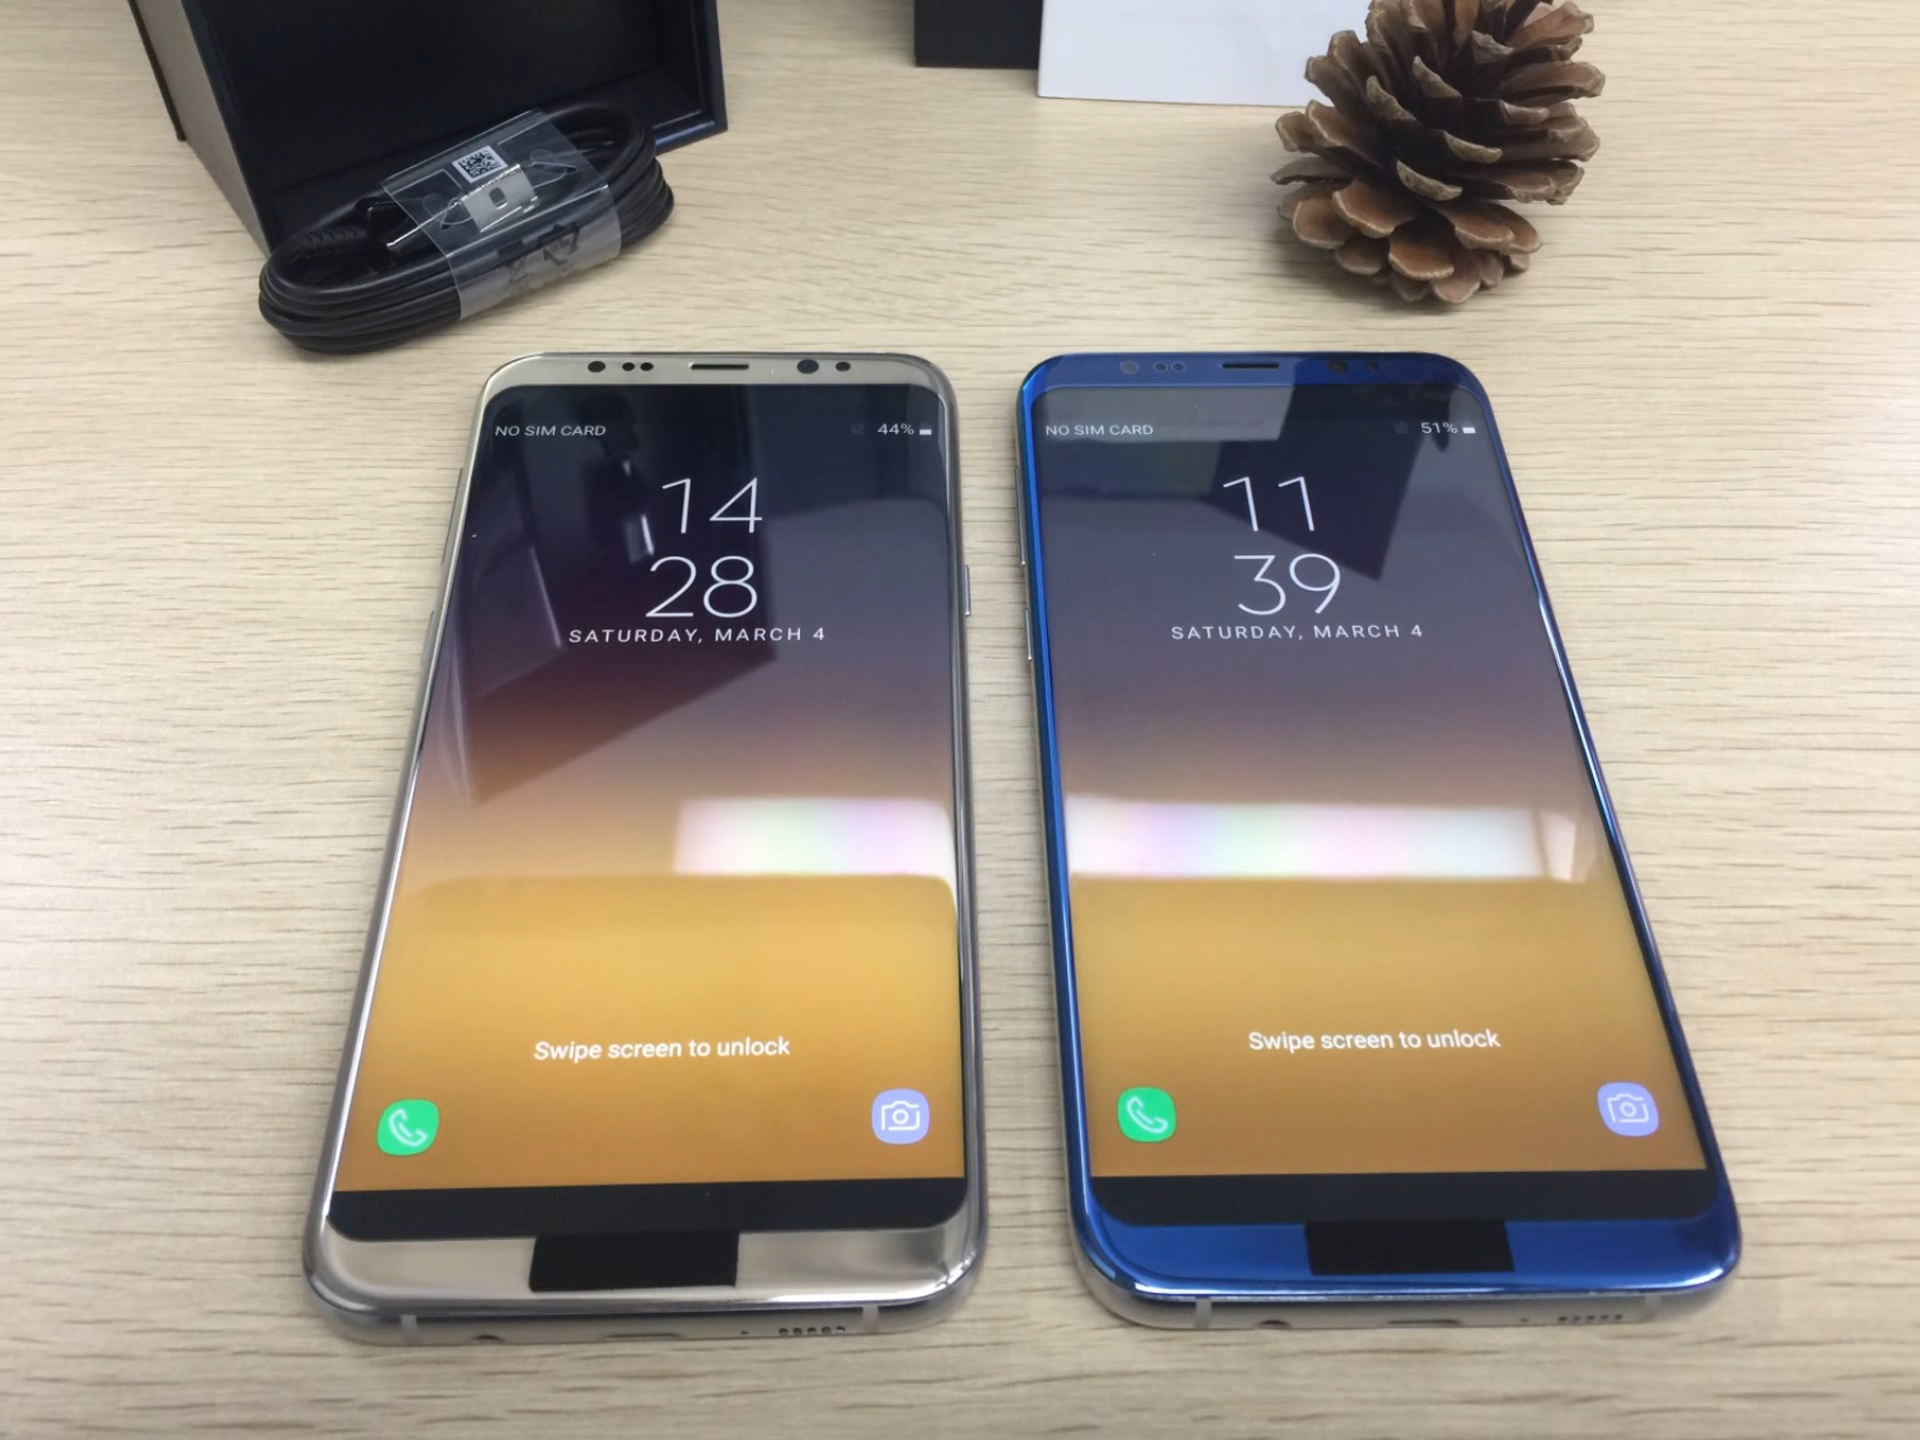 NO SIM CARD
44%
14
28
SATURDAY, MARCH 4
Swipe screen to unlock
NO SIM CARD
51%
11
39
SATURDAY, MARCH 4
Swipe screen to unlock